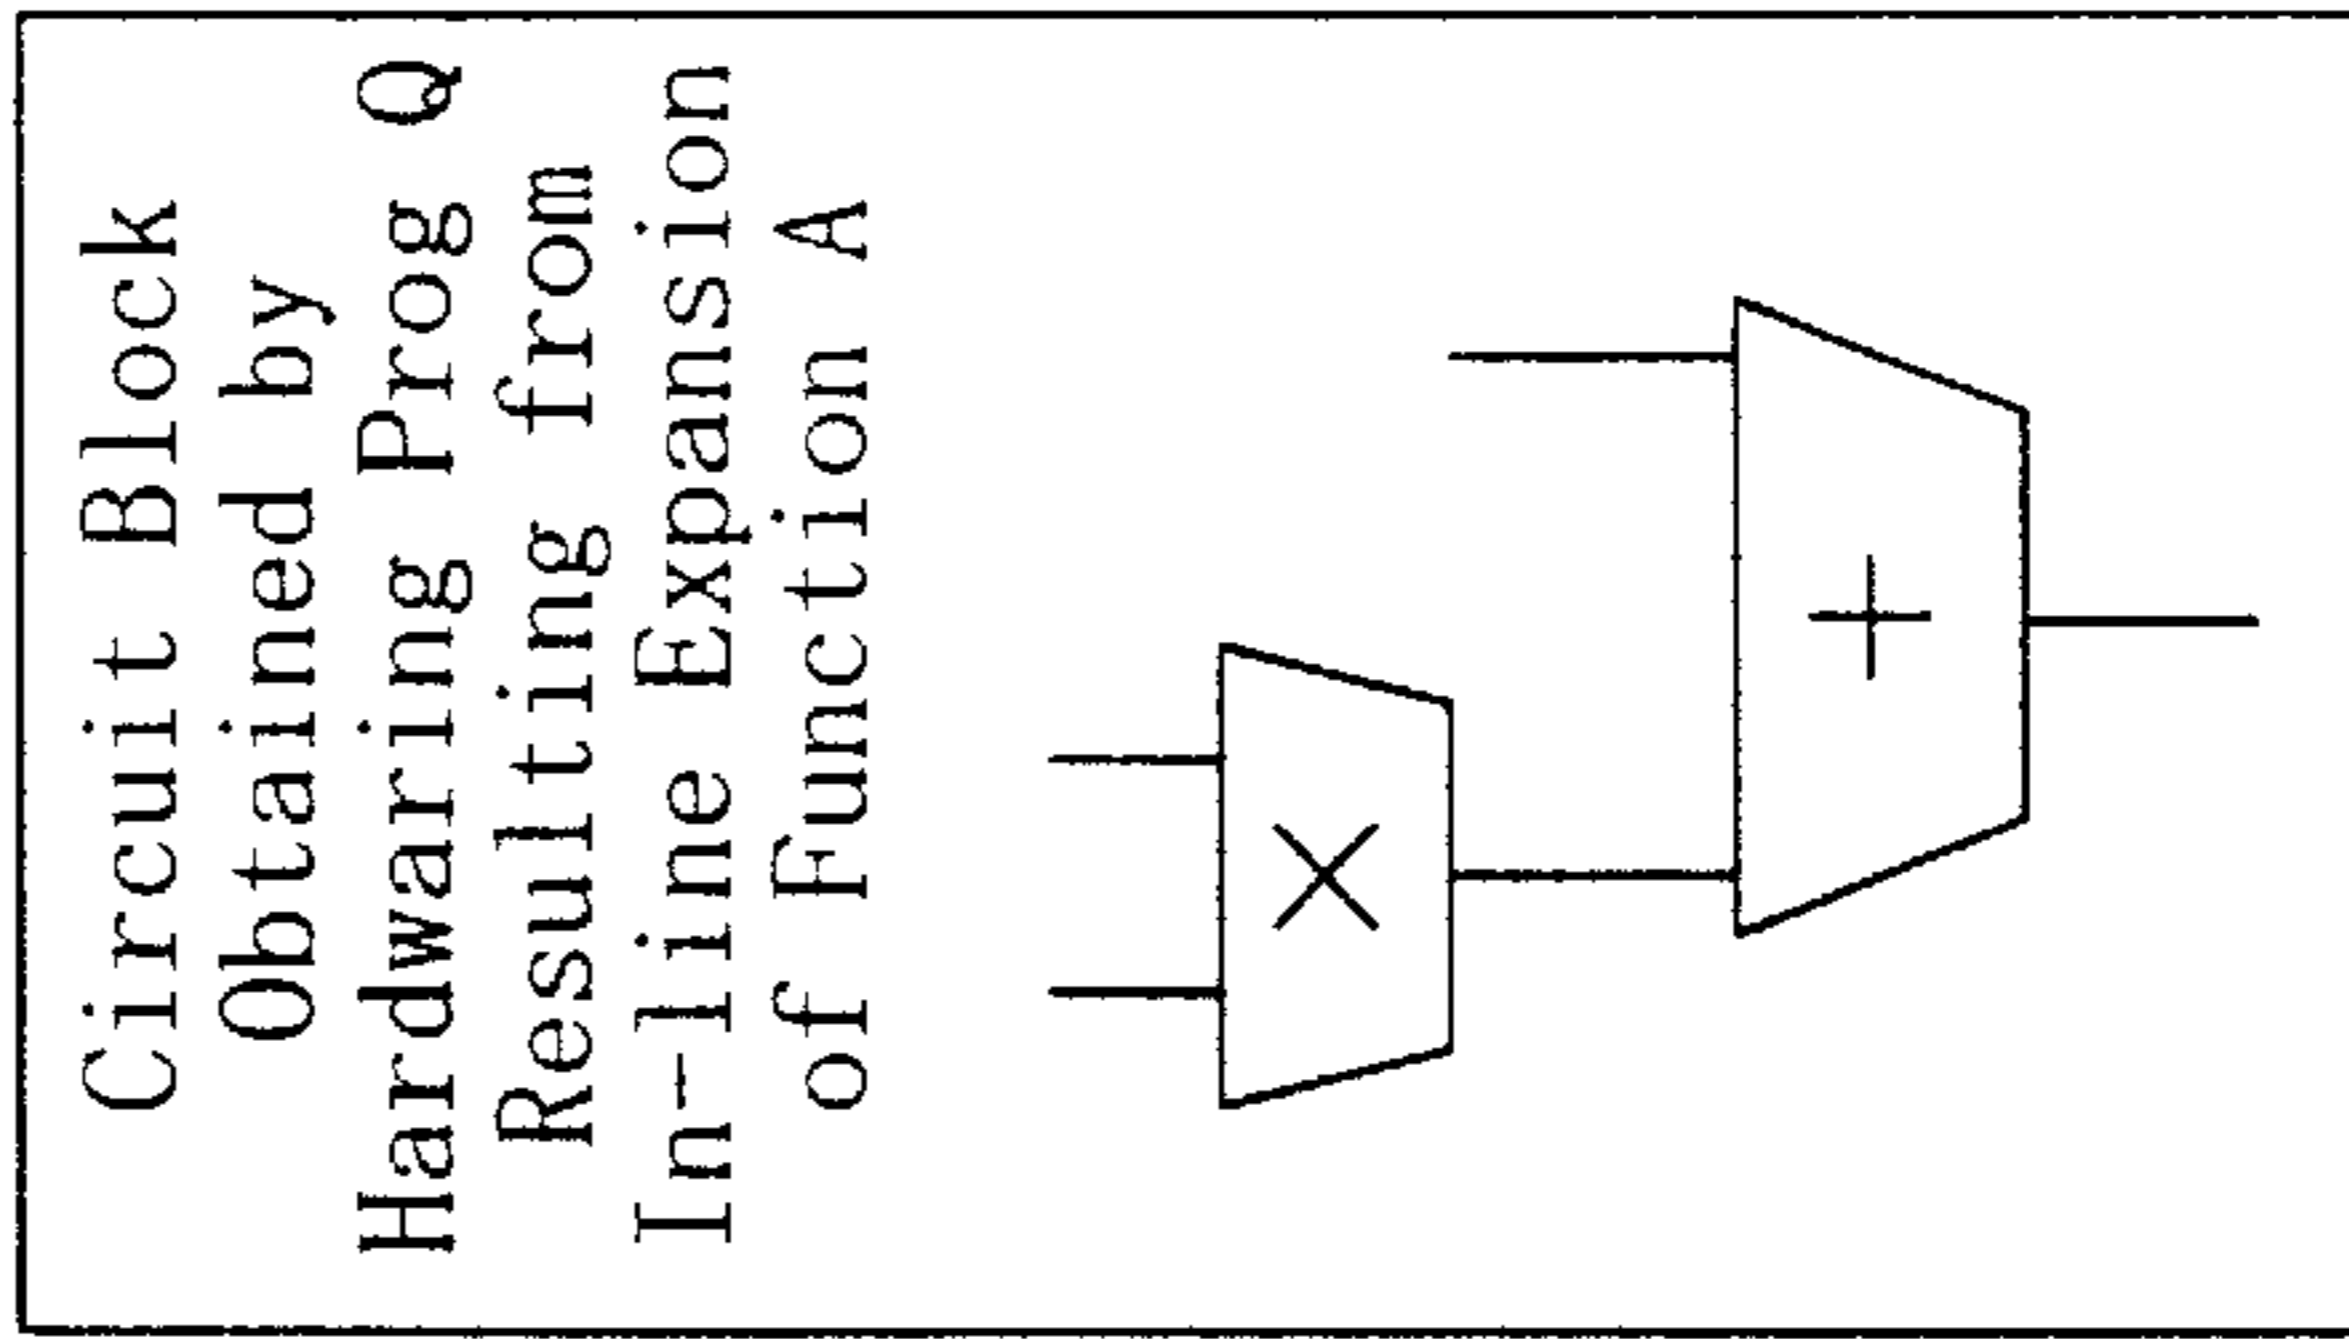 Circuit Block
Obtained by
Hardwaring Prog Q
Resulting from
In-line Expansion
of Function A
×
+